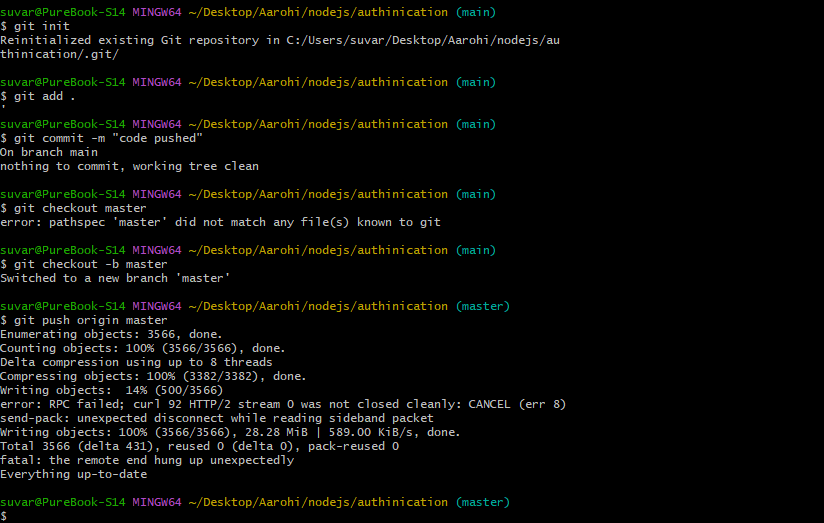 suvar@PureBook-S14 MINGW64 ~/Desktop/Aarohi/nodejs/authinication (main)
$ git init
Reinitialized existing Git repository in C:/Users/suvar/Desktop/Aarohi/nodejs/au
thinication/.git/
suvar@PureBook-S14 MINGW64 ~/Desktop/Aarohi/nodejs/authinication (main)
$ git add .
'
suvar@PureBook-S14 MINGW64 ~/Desktop/Aarohi/nodejs/authinication (main)
$ git commit -m "code pushed"
On branch main
nothing to commit, working tree clean
suvar@PureBook-S14 MINGW64 ~/Desktop/Aarohi/nodejs/authinication (main)
$ git checkout master
error: pathspec 'master' did not match any file(s) known to git
suvar@PureBook-S14 MINGW64 ~/Desktop/Aarohi/nodejs/authinication (main)
$ git checkout -b master
Switched to a new branch 'master'
suvar@PureBook-S14 MINGW64 ~/Desktop/Aarohi/nodejs/authinication (master)
$ git push origin master
Enumerating objects: 3566, done.
Counting objects: 100% (3566/3566), done.
Delta compression using up to 8 threads
Compressing objects: 100% (3382/3382), done.
Writing objects:  14% (500/3566)
error: RPC failed; curl 92 HTTP/2 stream 0 was not closed cleanly: CANCEL (err 8)
send-pack: unexpected disconnect while reading sideband packet
Writing objects: 100% (3566/3566), 28.28 MiB | 589.00 KiB/s, done.
Total 3566 (delta 431), reused 0 (delta 0), pack-reused 0
fatal: the remote end hung up unexpectedly
Everything up-to-date
suvar@PureBook-S14 MINGW64 ~/Desktop/Aarohi/nodejs/authinication (master)
$